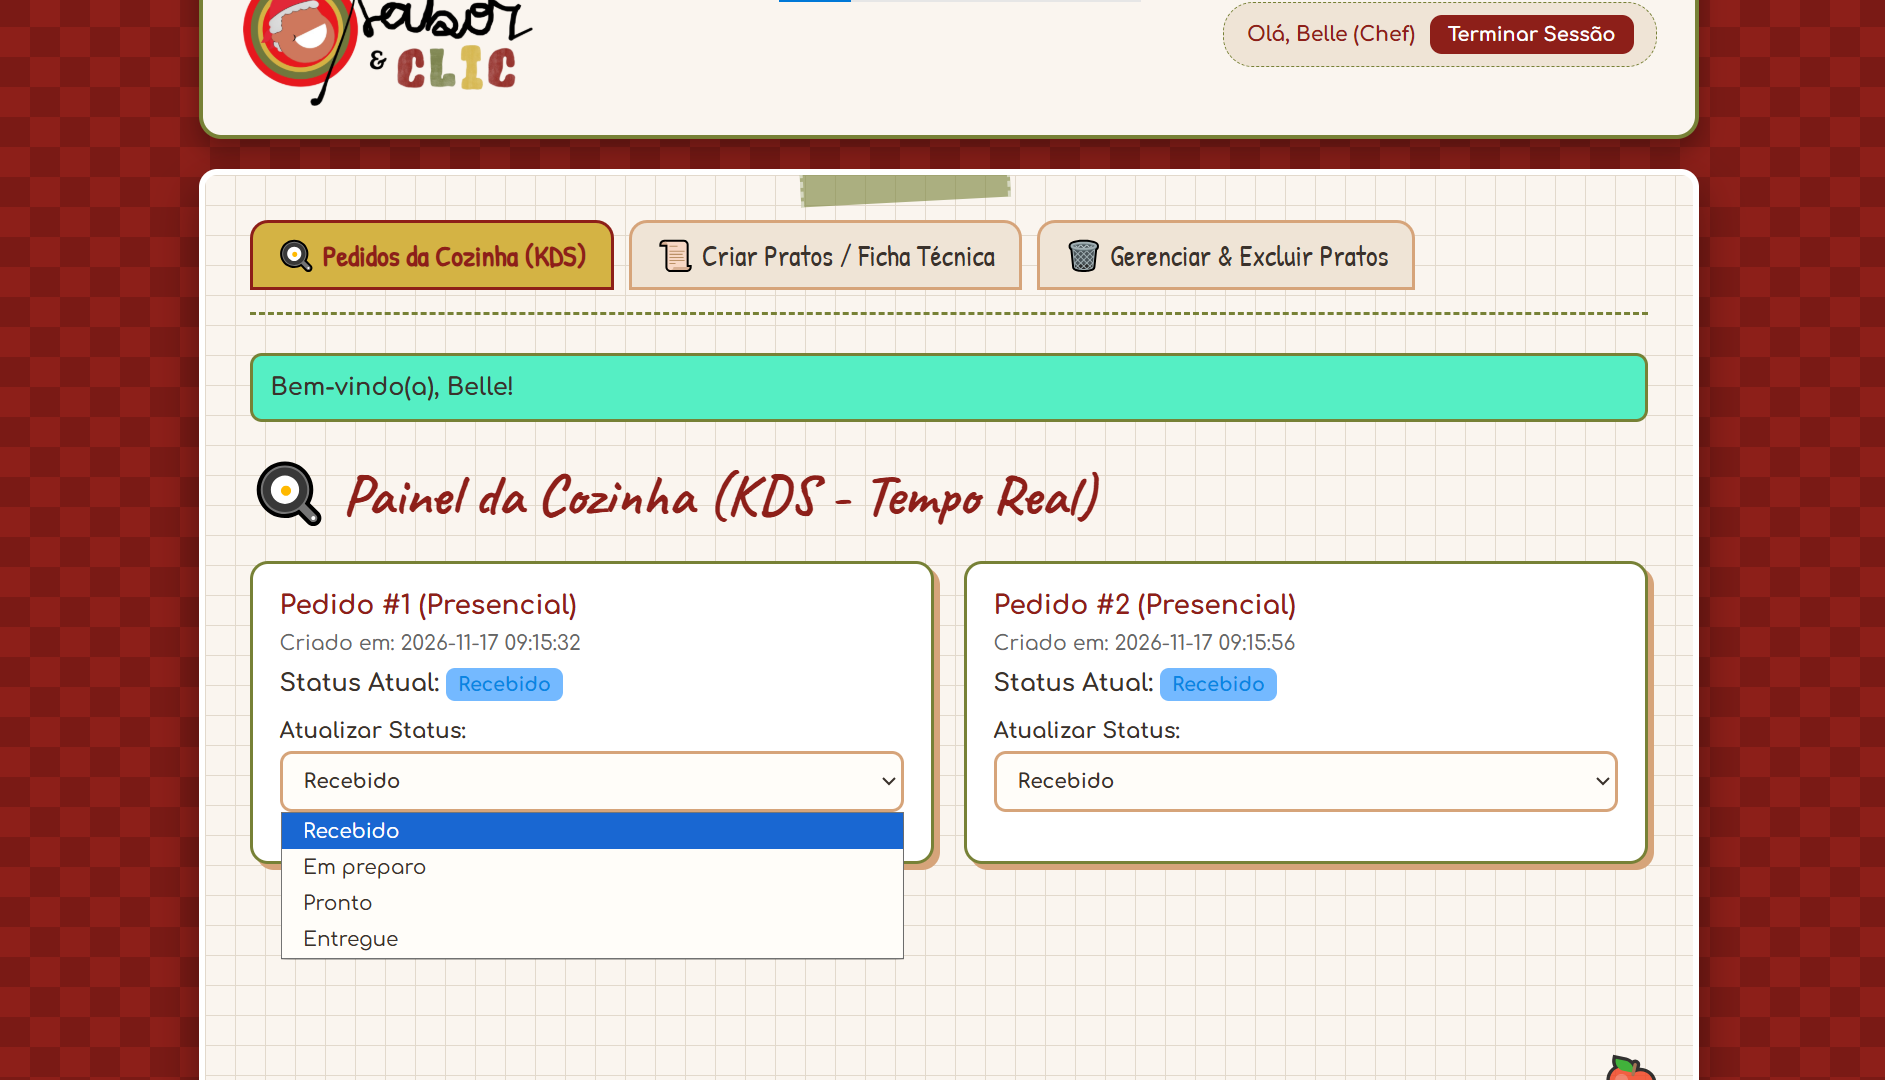 Sabor
& CLIC
Olá, Belle (Chef)
Terminar Sessão
Pedidos da Cozinha (KDS)
Criar Pratos / Ficha Técnica
Gerenciar & Excluir Pratos
Bem-vindo(a), Belle!
Painel da Cozinha (KDS - Tempo Real)
Pedido #1 (Presencial)
Criado em: 2026-11-17 09:15:32
Status Atual: Recebido
Atualizar Status:
Recebido
Recebido
Em preparo
Pronto
Entregue
Pedido #2 (Presencial)
Criado em: 2026-11-17 09:15:56
Status Atual: Recebido
Atualizar Status:
Recebido